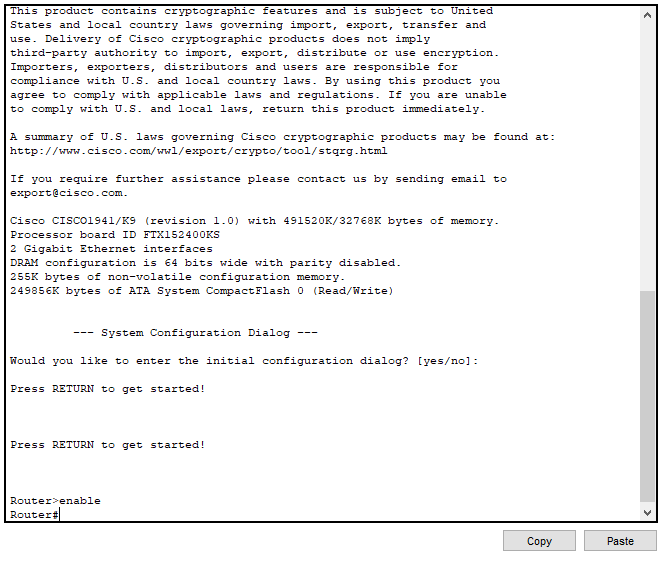 This product contains cryptographic features and is subject to United
States and local country laws governing import, export, transfer and
use. Delivery of Cisco cryptographic products does not imply
third-party authority to import, export, distribute or use encryption.
Importers, exporters, distributors and users are responsible for
compliance with U.S. and local country laws. By using this product you
agree to comply with applicable laws and regulations. If you are unable
to comply with U.S. and local laws, return this product immediately.

A summary of U.S. laws governing Cisco cryptographic products may be found at:
http://www.cisco.com/wwl/export/crypto/tool/stqrg.html

If you require further assistance please contact us by sending email to
export@cisco.com.

Cisco CISCO1941/K9 (revision 1.0) with 491520K/32768K bytes of memory.
Processor board ID FTX152400KS
2 Gigabit Ethernet interfaces
DRAM configuration is 64 bits wide with parity disabled.
255K bytes of non-volatile configuration memory.
249856K bytes of ATA System CompactFlash 0 (Read/Write)

--- System Configuration Dialog ---

Would you like to enter the initial configuration dialog? [yes/no]:

Press RETURN to get started!

Press RETURN to get started!

Router>enable
Router#
Copy
Paste